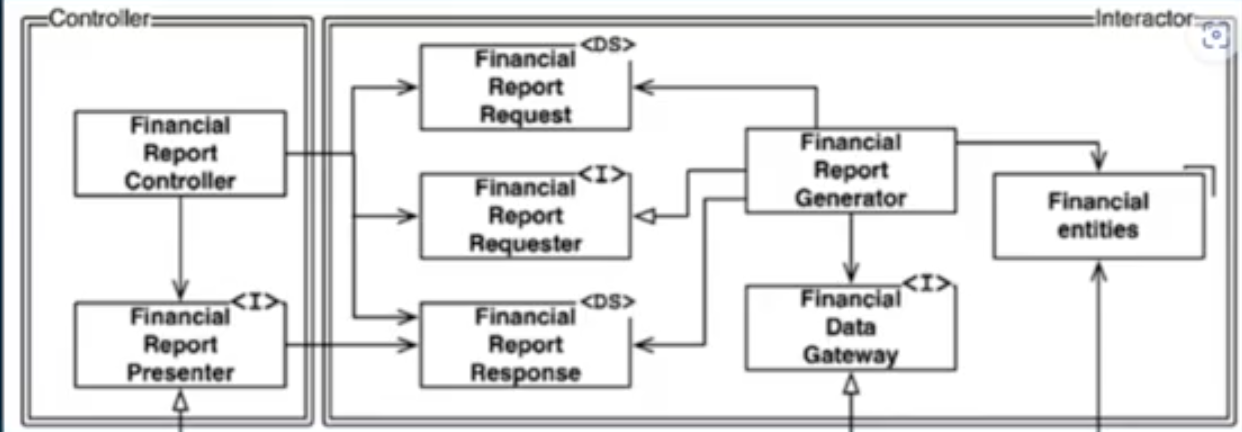 Controller
Interactor
<DS>
Financial
Report
Request
Financial
Report
Controller
Financial
Report
Generator
<I>
Financial
Report
Requester
Financial
entities
<I>
Financial
Report
Presenter
<DS>
Financial
Report
Response
<I>
Financial
Data
Gateway